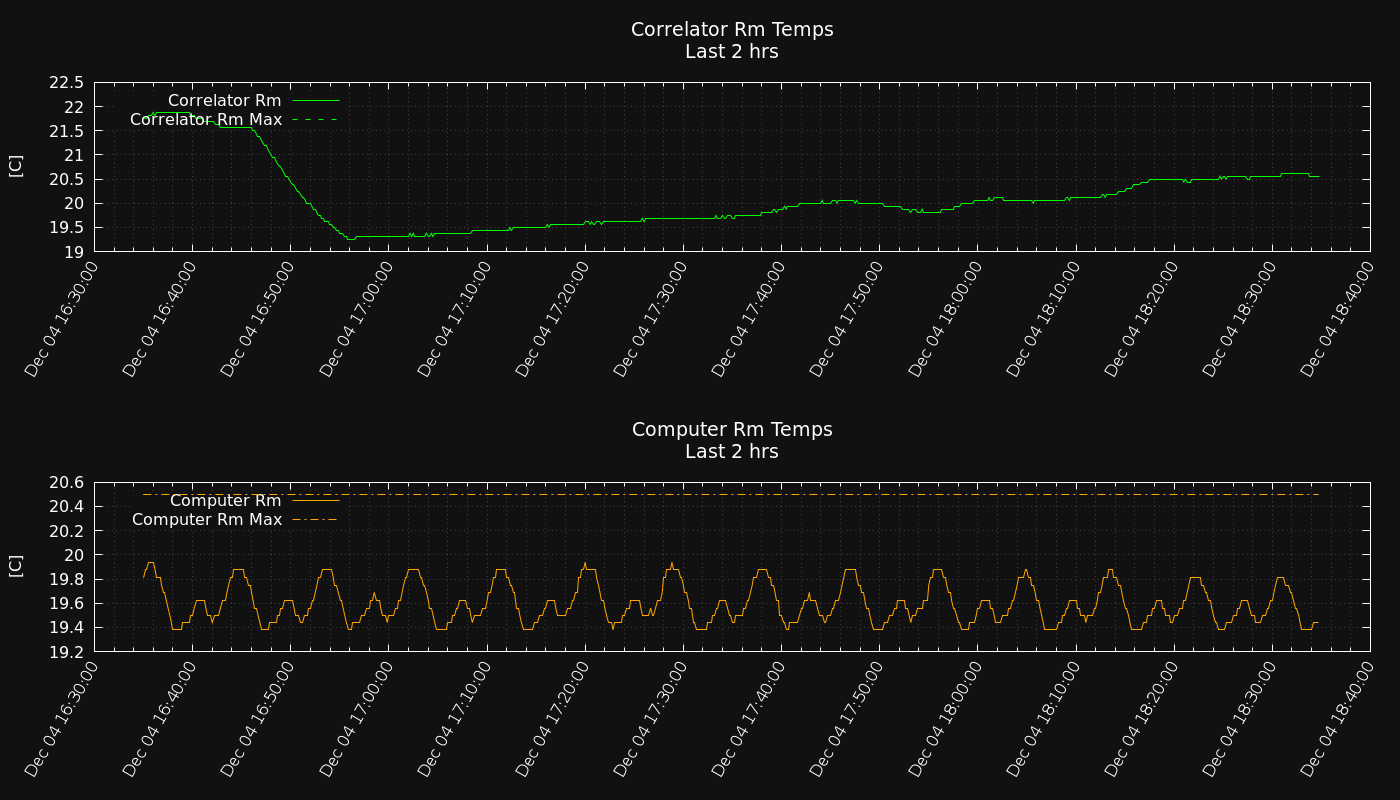 Correlator Rm Temps
Last 2 hrs
22.5
22
21.5
21
20.5
20
19.5
19
[C]
Correlator Rm
Correlator Rm Max
Dec 04 16:30:00
Dec 04 16:40:00
Dec 04 16:50:00
Dec 04 17:00:00
Dec 04 17:10:00
Dec 04 17:20:00
Dec 04 17:30:00
Dec 04 17:40:00
Dec 04 17:50:00
Dec 04 18:00:00
Dec 04 18:10:00
Dec 04 18:20:00
Dec 04 18:30:00
Dec 04 18:40:00
Computer Rm Temps
Last 2 hrs
20.6
20.4
20.2
20
19.8
19.6
19.4
19.2
[C]
Computer Rm
Computer Rm Max
Dec 04 16:30:00
Dec 04 16:40:00
Dec 04 16:50:00
Dec 04 17:00:00
Dec 04 17:10:00
Dec 04 17:20:00
Dec 04 17:30:00
Dec 04 17:40:00
Dec 04 17:50:00
Dec 04 18:00:00
Dec 04 18:10:00
Dec 04 18:20:00
Dec 04 18:30:00
Dec 04 18:40:00